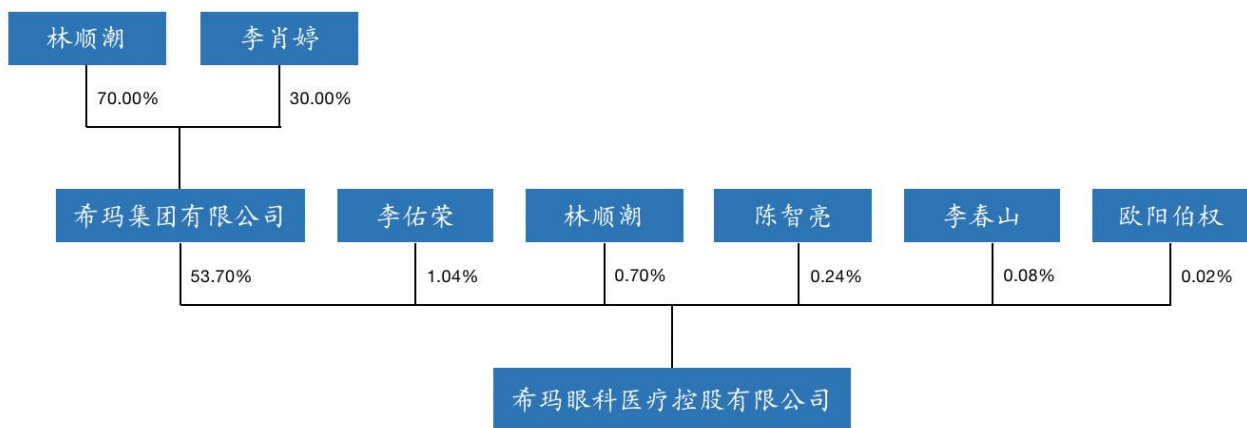 林顺潮
李肖婷
70.00%
30.00%
希玛集团有限公司
李佑荣
林顺潮
陈智亮
李春山
欧阳伯权
53.70%
1.04%
0.70%
0.24%
0.08%
0.02%
希玛眼科医疗控股有限公司